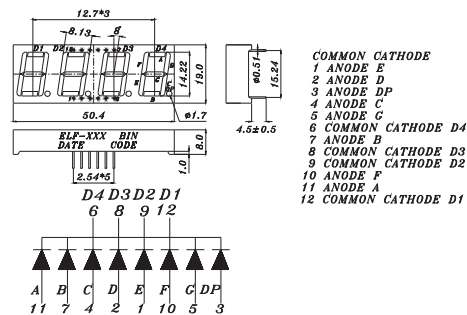 12.7*3
8.13
g
D1 D2 D3 D4
A
F G
E C
D
14.22
19.0
50.4
ø1.7
ø0.51
15.24
4.5±0.5
ELF-XXX BIN
DATE CODE
8.0
1.0
2.54*5
COMMON CATHODE
1 ANODE E
2 ANODE D
3 ANODE DP
4 ANODE C
5 ANODE G
6 COMMON CATHODE D4
7 ANODE B
8 COMMON CATHODE D3
9 COMMON CATHODE D2
10 ANODE F
11 ANODE A
12 COMMON CATHODE D1
D4 D3 D2 D1
6 8 9 12
A B C D E F G DP
11 7 4 2 1 10 5 3